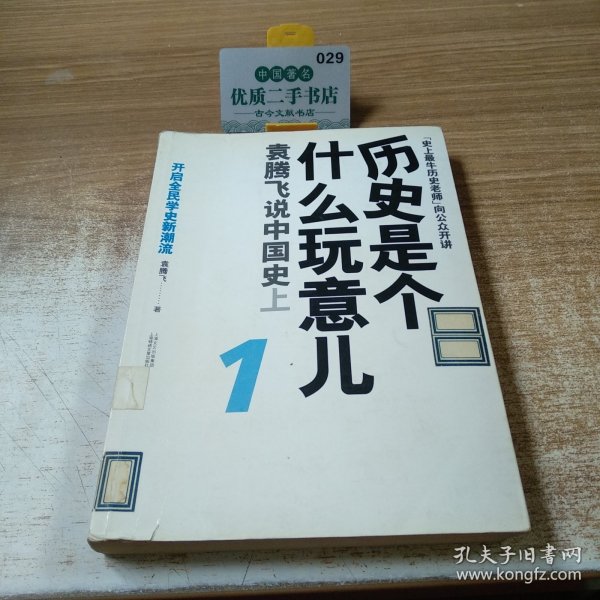 029
中国著名
优质二手书店
古今文献书店
「史上最牛历史老师」向公众开讲
历史是个
什么玩意儿
1
袁腾飞说中国史上
开启全民学史新潮流
袁腾飞………著
孔夫子旧书网
www.kongfz.com